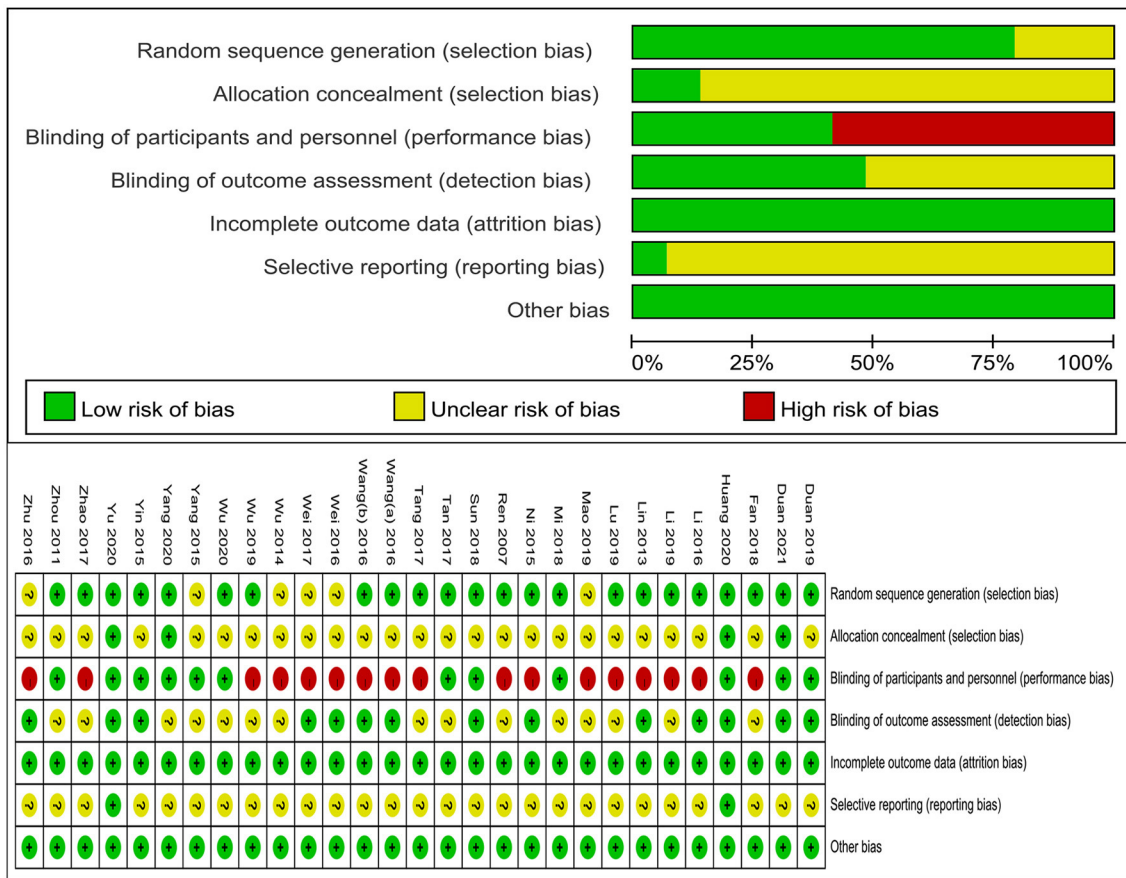 Random sequence generation (selection bias)
Allocation concealment (selection bias)
Blinding of participants and personnel (performance bias)
Blinding of outcome assessment (detection bias)
Incomplete outcome data (attrition bias)
Selective reporting (reporting bias)
Other bias
0% 25% 50% 75% 100%
Low risk of bias Unclear risk of bias High risk of bias
Zhu 2016
Zhou 2011
Zhao 2017
Yu 2020
Yin 2015
Yang 2020
Yang 2015
Wu 2020
Wu 2019
Wu 2014
Wei 2017
Wei 2016
Wang(b) 2016
Wang(a) 2016
Tang 2017
Tan 2017
Sun 2018
Ren 2007
Ni 2015
Mi 2018
Mao 2019
Lu 2019
Lin 2013
Li 2019
Li 2016
Huang 2020
Fan 2018
Duan 2021
Duan 2019
? + + + + + ? + + ? ? ? + + + + + + + + ? + + + + + + + + Random sequence generation (selection bias)
? ? ? + ? + ? ? ? ? ? ? ? ? ? ? ? ? ? ? ? ? ? ? ? + ? + ? Allocation concealment (selection bias)
- + - + + + + + - - - - - - - + + - - + - - - - - + - + + Blinding of participants and personnel (performance bias)
+ ? ? + + ? ? ? ? ? + + + + ? ? + ? + ? ? ? + ? + + ? + + Blinding of outcome assessment (detection bias)
+ + + + + + + + + + + + + + + + + + + + + + + + + + + + + Incomplete outcome data (attrition bias)
? ? ? + ? ? ? ? ? ? ? ? ? ? ? ? ? ? ? ? ? ? ? ? ? + ? ? ? Selective reporting (reporting bias)
+ + + + + + + + + + + + + + + + + + + + + + + + + + + + + Other bias